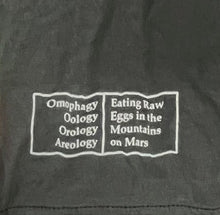 Omophagy
Oology
Orology
Areology
Eating Raw
Eggs in the
Mountains
on Mars